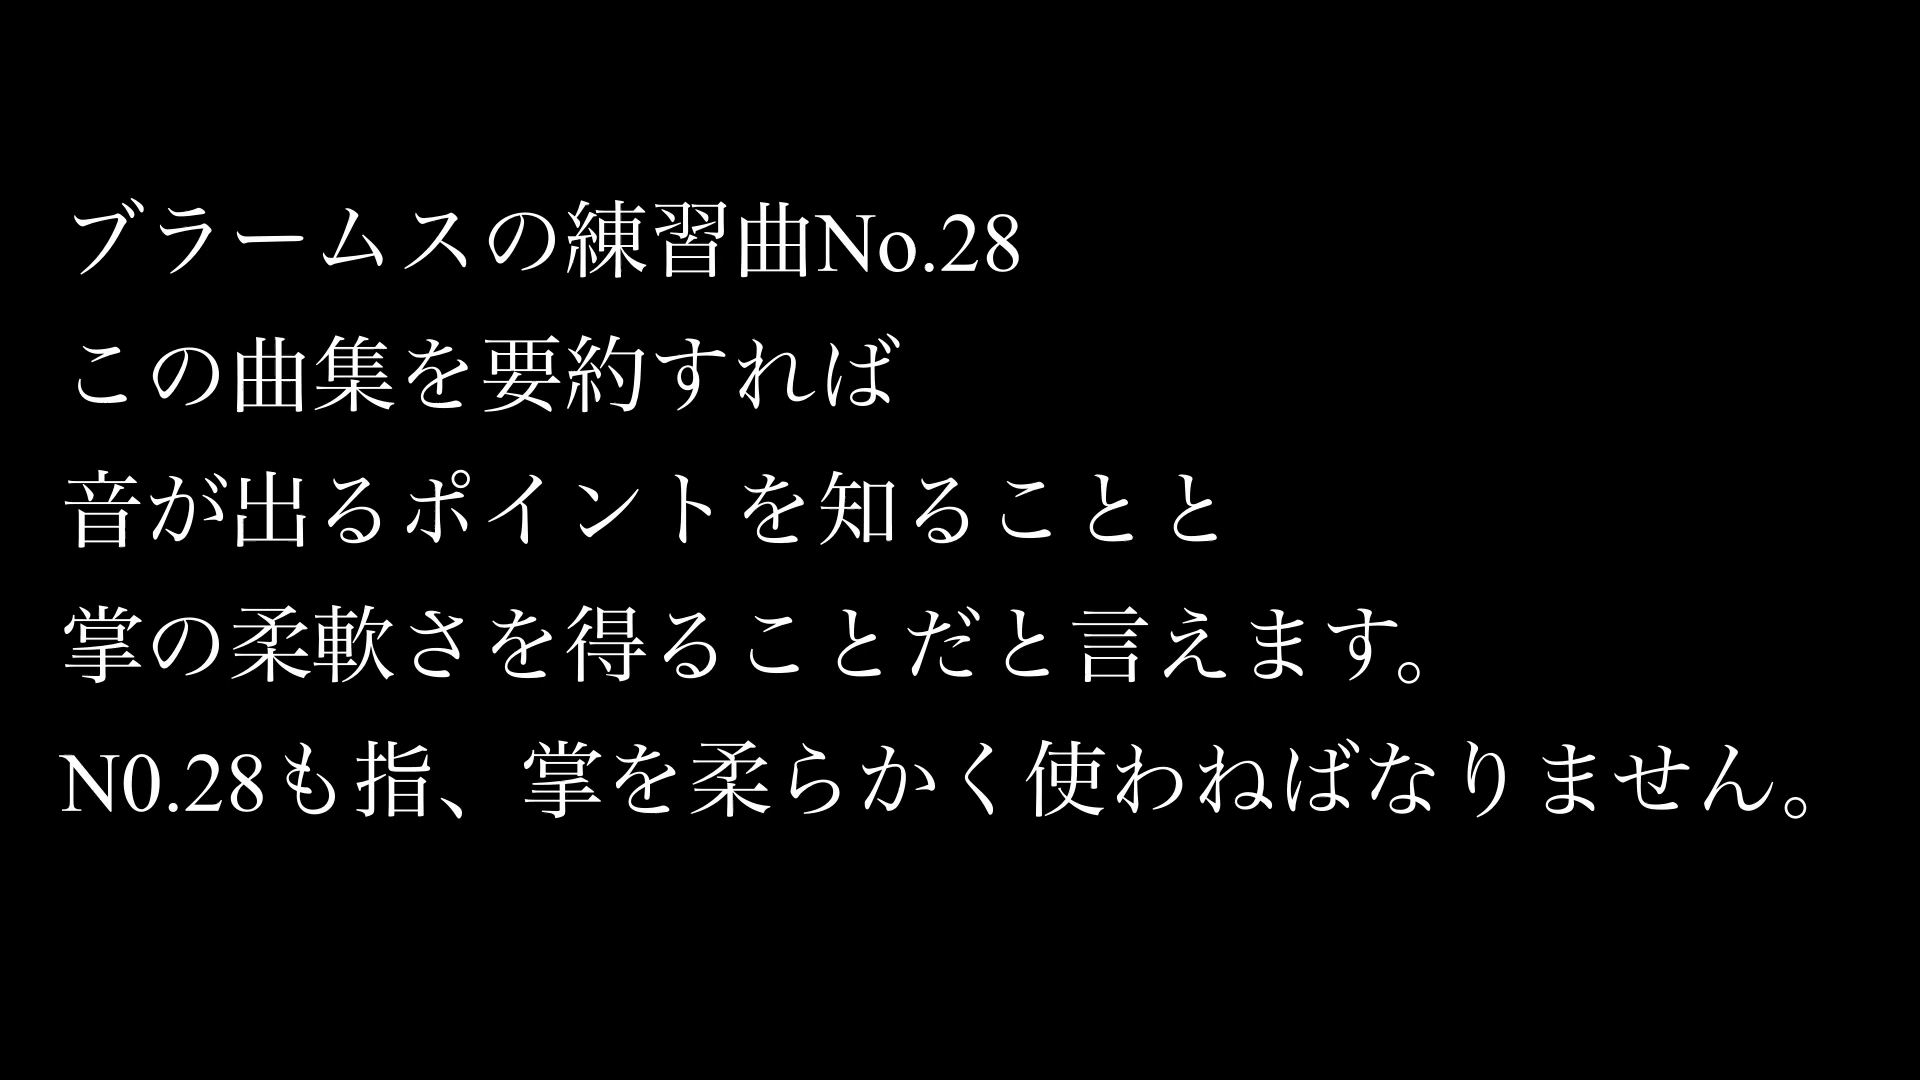 ブラームスの練習曲No.28
この曲集を要約すれば
音が出るポイントを知ることと
掌の柔軟さを得ることだと言えます。
N0.28も指、掌を柔らかく使わねばなりません。